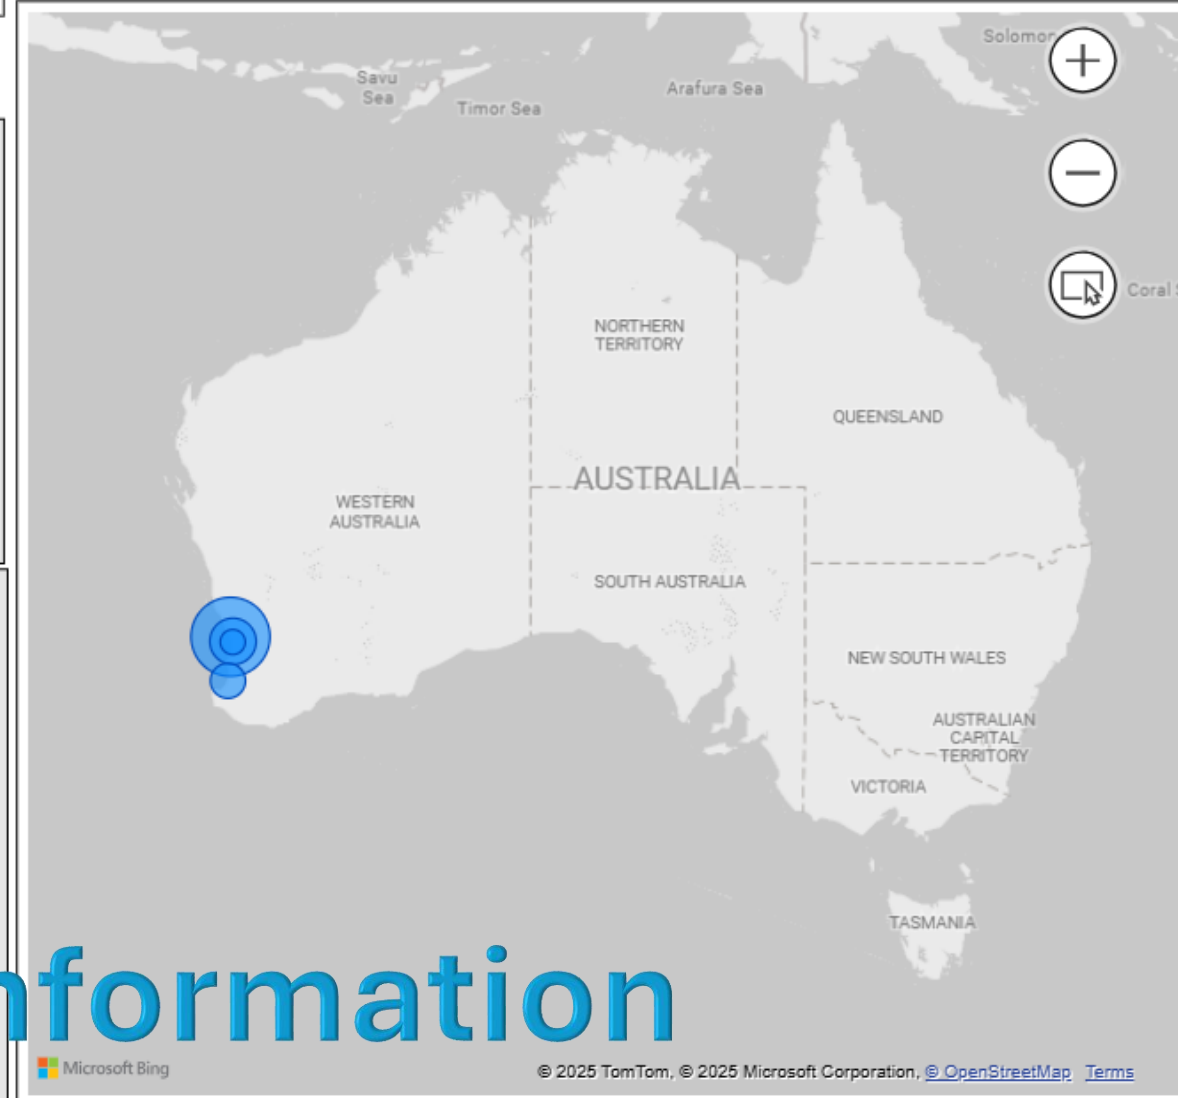 Solomon
Savu
Sea
Timor Sea
Arafura Sea
Coral
NORTHERN
TERRITORY
QUEENSLAND
AUSTRALIA
WESTERN
AUSTRALIA
SOUTH AUSTRALIA
NEW SOUTH WALES
AUSTRALIAN
CAPITAL
TERRITORY
VICTORIA
TASMANIA
nformation
Microsoft Bing
© 2025 TomTom, © 2025 Microsoft Corporation, © OpenStreetMap Terms